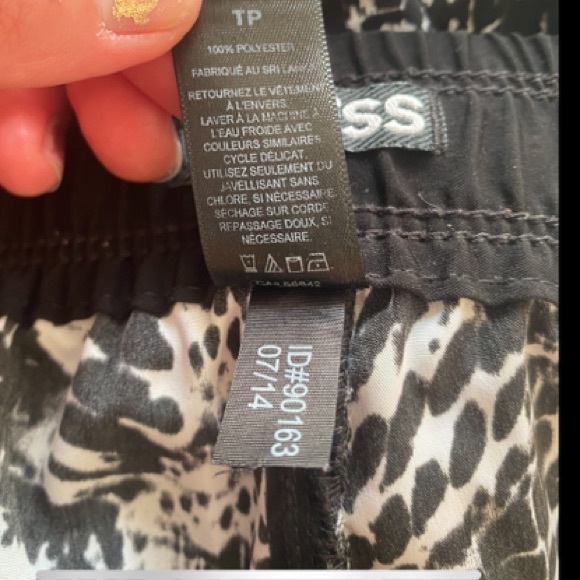 TP
100% POLYESTER
FABRIQUÉ AU SRI LANKA
RETOURNEZ LE VÊTEMENT
À L'ENVERS.
LAVER À LA MACHINE À
L'EAU FROIDE AVEC
COULEURS SIMILAIRES
CYCLE DÉLICAT.
UTILISEZ SEULEMENT DU
JAVELLISANT SANS
CHLORE, SI NÉCESSAIRE.
SÉCHAGE SUR CORDE.
REPASSAGE DOUX, SI
NÉCESSAIRE.
ID#90163
07/14